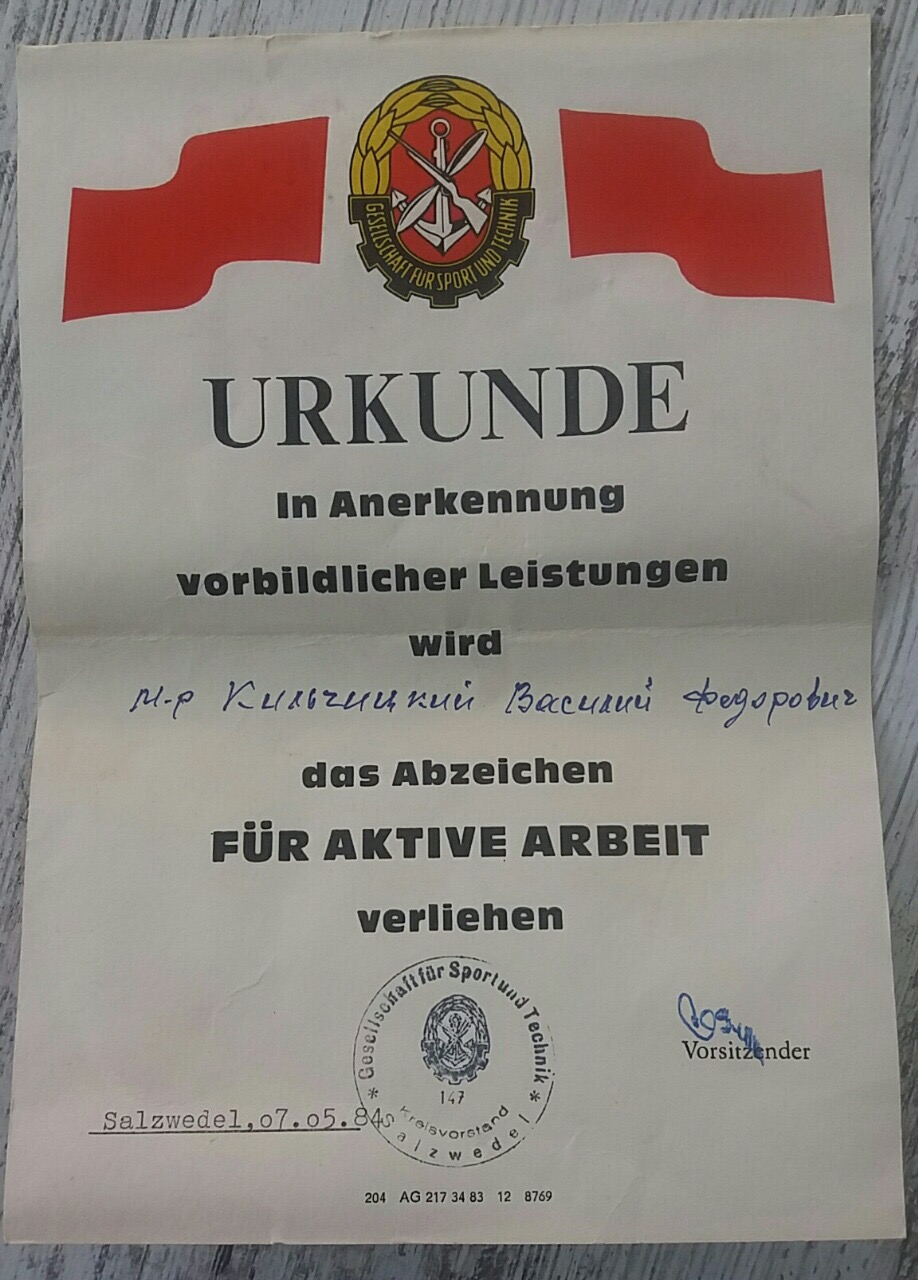 GESELLSCHAFT FÜR SPORT UND TECHNIK
URKUNDE
In Anerkennung
vorbildlicher Leistungen
wird
м-р Кильчицкий Василий Федорович
das Abzeichen
FÜR AKTIVE ARBEIT
verliehen
Gesellschaft für Sport und Technik
147
Kreisvorstand
Salzwedel
Vorsitzender
Salzwedel, 07.05.84
204 AG 217 34 83 12 8769